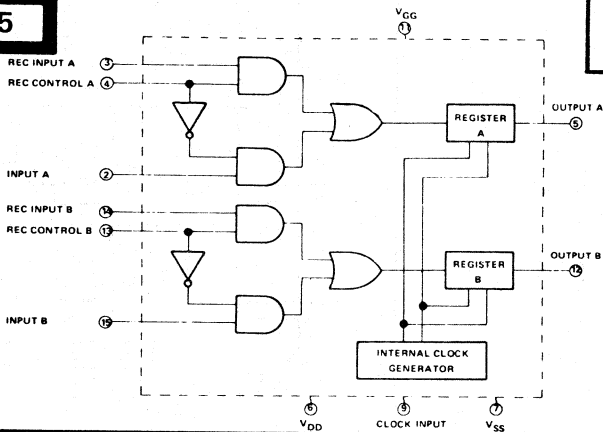 5
VGG
11
REC INPUT A 3
REC CONTROL A 4
INPUT A 2
REC INPUT B 14
REC CONTROL B 13
INPUT B 15
REGISTER
A
OUTPUT A
5
REGISTER
B
OUTPUT B
12
INTERNAL CLOCK
GENERATOR
6
VDD
9
CLOCK INPUT
7
VSS